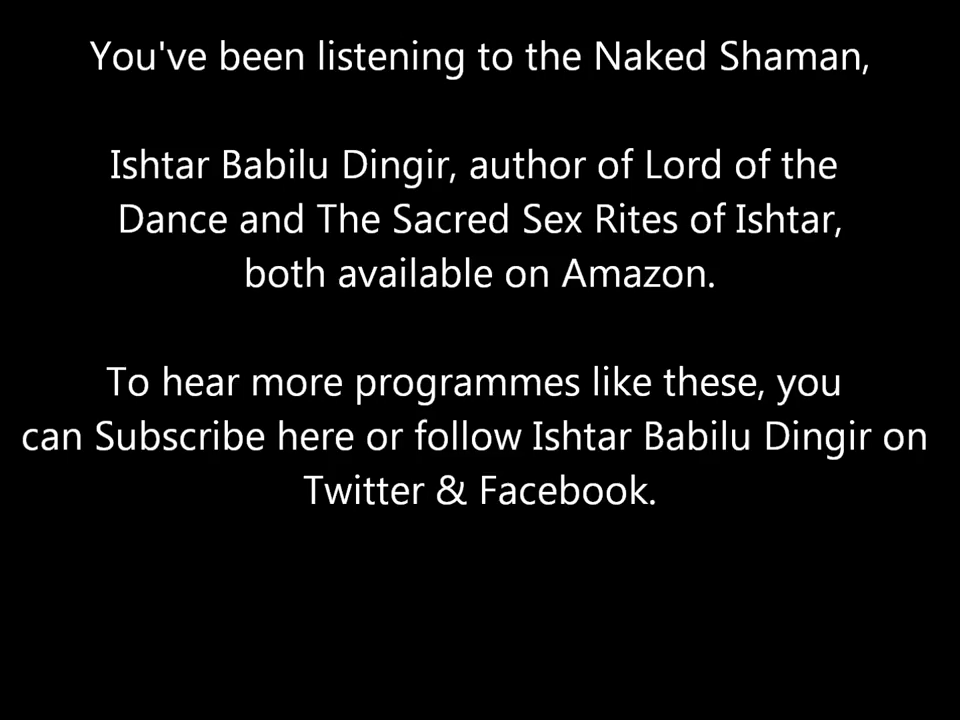 You've been listening to the Naked Shaman,
Ishtar Babilu Dingir, author of Lord of the
Dance and The Sacred Sex Rites of Ishtar,
both available on Amazon.
To hear more programmes like these, you
can Subscribe here or follow Ishtar Babilu Dingir on
Twitter & Facebook.